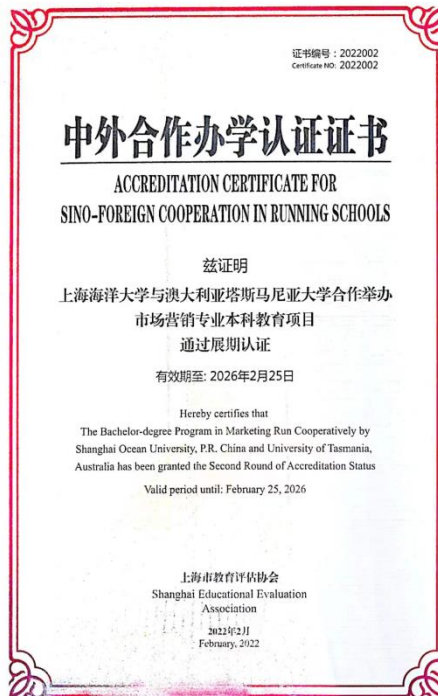 证书编号：2022002
Certificate NO: 2022002
中外合作办学认证证书
ACCREDITATION CERTIFICATE FOR
SINO-FOREIGN COOPERATION IN RUNNING SCHOOLS
兹证明
上海海洋大学与澳大利亚塔斯马尼亚大学合作举办
市场营销专业本科教育项目
通过展期认证
有效期至: 2026年2月25日
Hereby certifies that
The Bachelor-degree Program in Marketing Run Cooperatively by
Shanghai Ocean University, P.R. China and University of Tasmania,
Australia has been granted the Second Round of Accreditation Status
Valid period until: February 25, 2026
上海市教育评估协会
Shanghai Educational Evaluation
Association
2022年2月
February, 2022